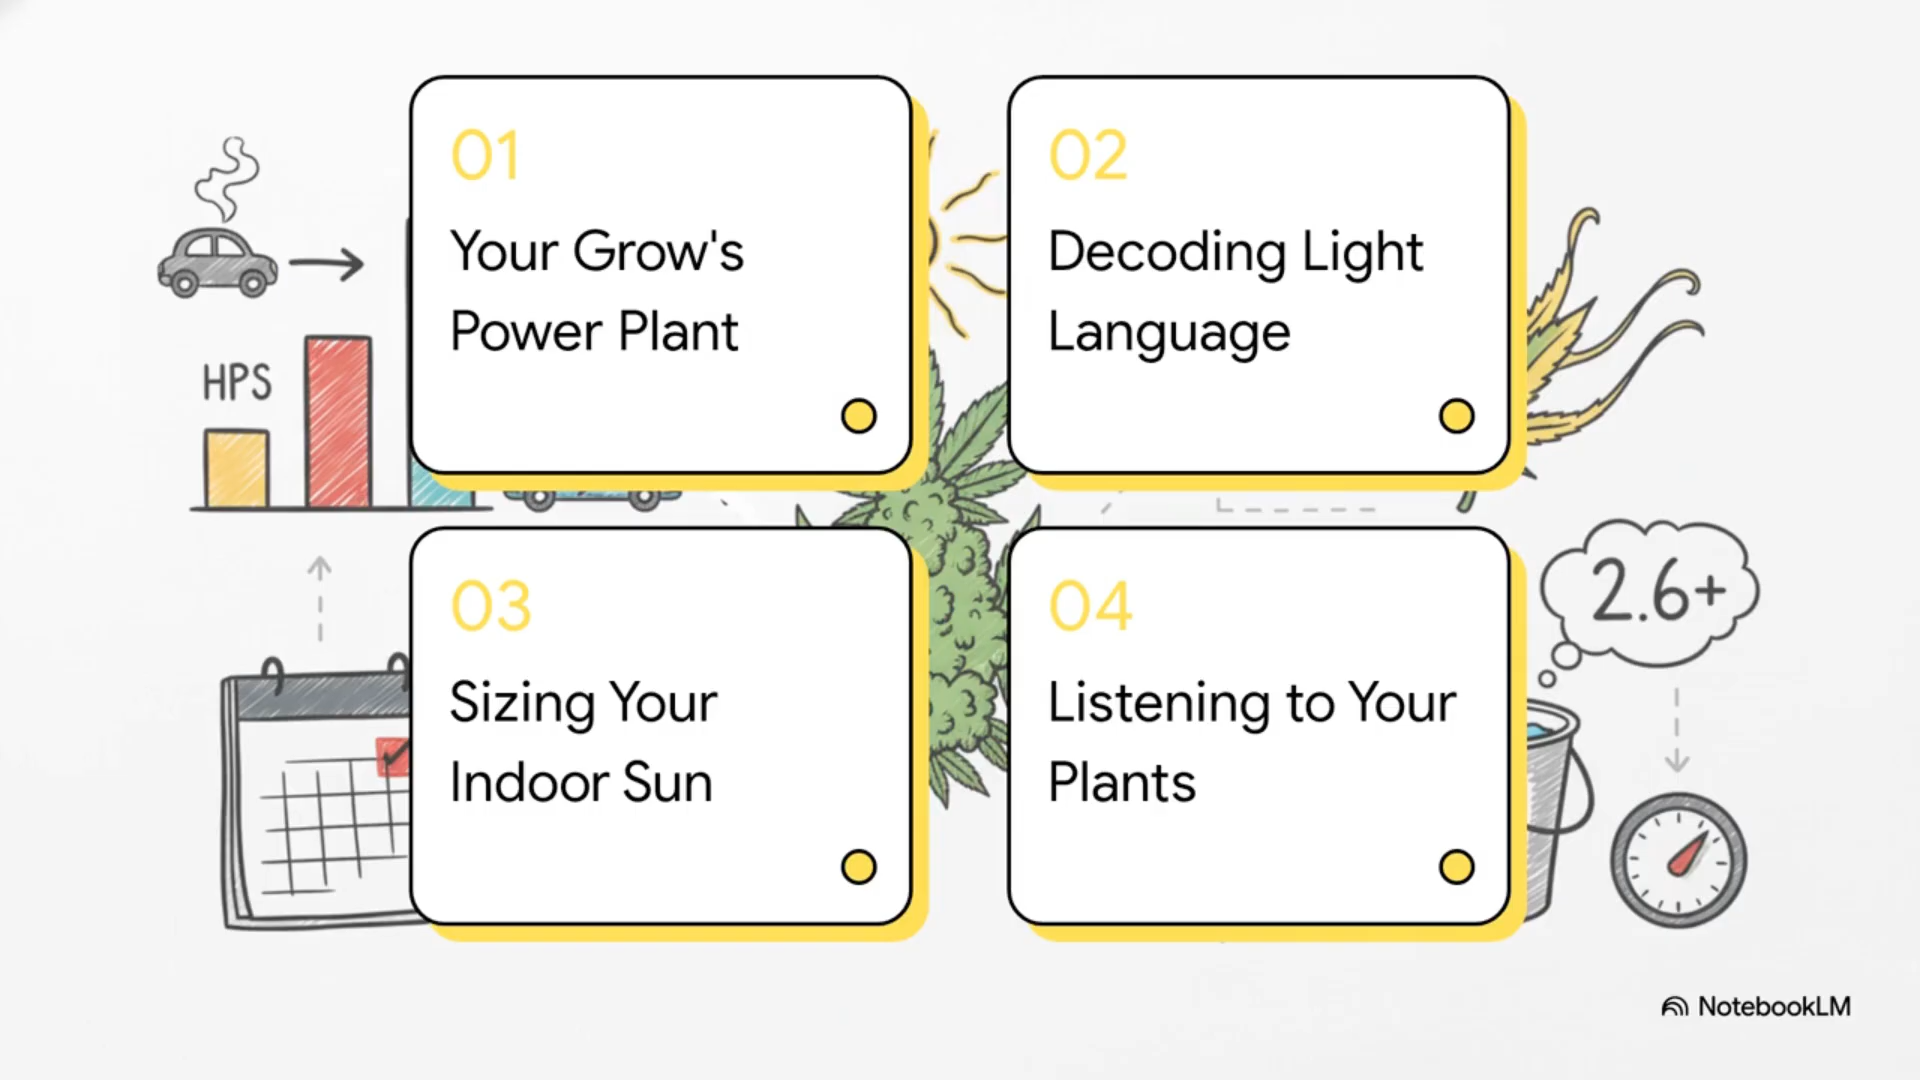 01
Your Grow's
Power Plant
02
Decoding Light
Language
HPS
03
Sizing Your
Indoor Sun
04
Listening to Your
Plants
2.6+
NotebookLM